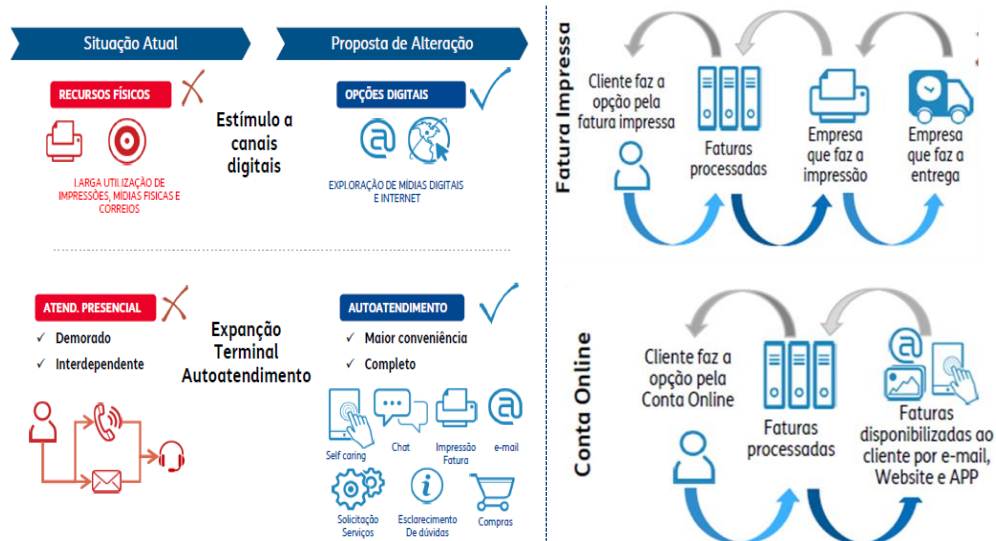 Situação Atual
Proposta de Alteração
RECURSOS FÍSICOS
Estímulo a
canais
digitais
OPÇÕES DIGITAIS
LARGA UTILIZAÇÃO DE
IMPRESSÕES, MÍDIAS FISICAS E
CORREIOS
EXPLORAÇÃO DE MÍDIAS DIGITAIS
E INTERNET
ATEND. PRESENCIAL
✓ Demorado
✓ Interdependente
Expanção
Terminal
Autoatendimento
AUTOATENDIMENTO
✓ Maior conveniência
✓ Completo
Self caring
Chat
Impressão
Fatura
e-mail
Solicitação
Serviços
Esclarecimento
De dúvidas
Compras
Fatura Impressa
Cliente faz a
opção pela
fatura impressa
Faturas
processadas
Empresa
que faz a
impressão
Empresa
que faz a
entrega
Conta Online
Cliente faz a
opção pela
Conta Online
Faturas
processadas
Faturas
disponibilizadas ao
cliente por e-mail,
Website e APP